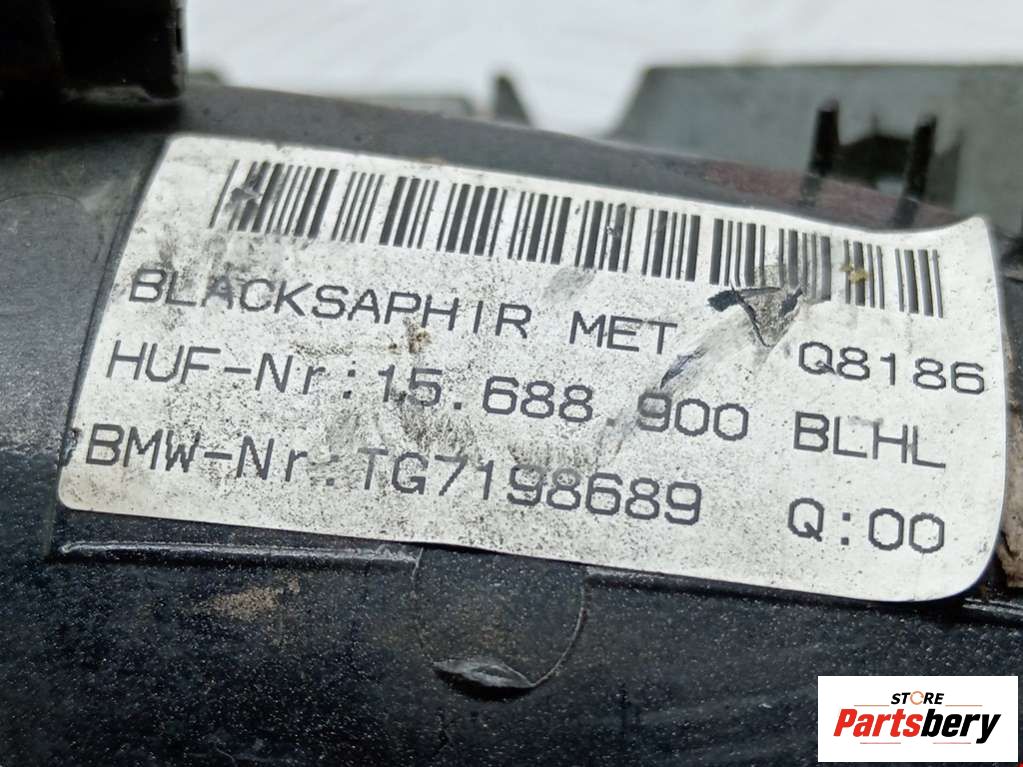 BLACKSAPHIR MET Q8186
HUF-Nr:15.688.900 BLHL
BMW-Nr:TG7198689 Q:00
STORE
Partsbery